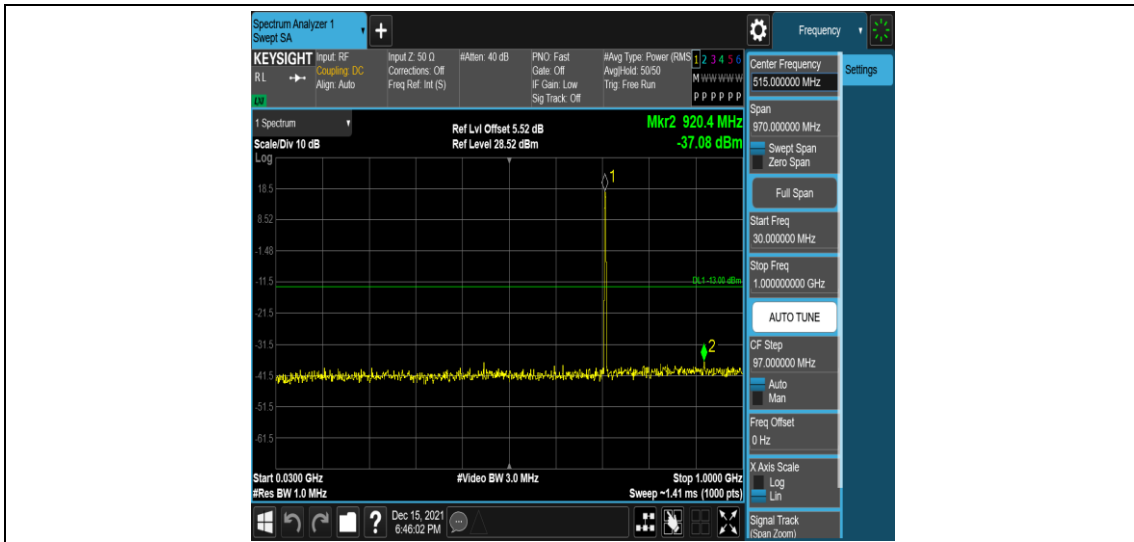 Spectrum Analyzer 1
Swept SA
+
Frequency
KEYSIGHT
RL
LXI
Input: RF
Coupling: DC
Align: Auto
Input Z: 50 Ω
Corrections: Off
Freq Ref: Int (S)
#Atten: 40 dB
PNO: Fast
Gate: Off
IF Gain: Low
Sig Track: Off
#Avg Type: Power (RMS
Avg|Hold: 50/50
Trig: Free Run
1 2 3 4 5 6
M W W W W W
P P P P P P
1 Spectrum
Scale/Div 10 dB
Ref Lvl Offset 5.52 dB
Ref Level 28.52 dBm
Mkr2 920.4 MHz
-37.08 dBm
Log
18.5
8.52
-1.48
-11.5
-21.5
-31.5
-41.5
-51.5
-61.5
1
DL1 -13.00 dBm
2
Start 0.0300 GHz
#Res BW 1.0 MHz
#Video BW 3.0 MHz
Stop 1.0000 GHz
Sweep ~1.41 ms (1000 pts)
Center Frequency
515.000000 MHz
Settings
Span
970.000000 MHz
Swept Span
Zero Span
Full Span
Start Freq
30.000000 MHz
Stop Freq
1.000000000 GHz
AUTO TUNE
CF Step
97.000000 MHz
Auto
Man
Freq Offset
0 Hz
X Axis Scale
Log
Lin
Signal Track
(Span Zoom)
?
Dec 15, 2021
6:46:02 PM